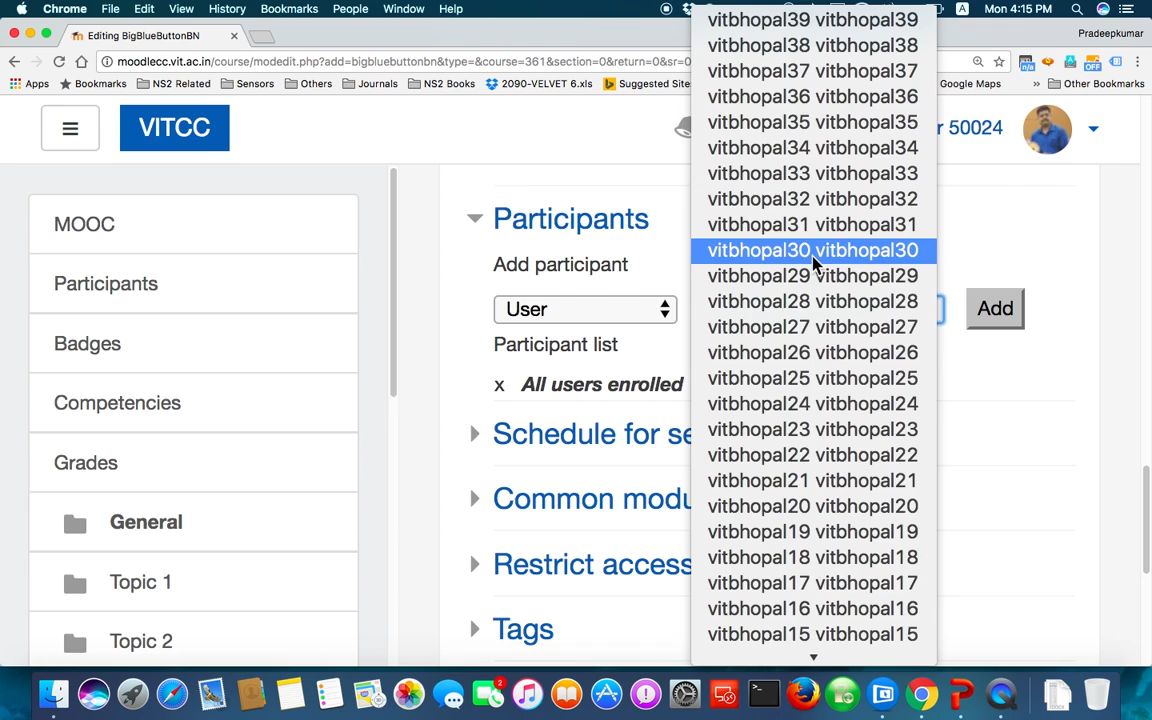 Chrome File Edit View History Bookmarks People Window Help
A Mon 4:15 PM
Editing BigBlueButtonBN
Pradeepkumar
moodlecc.vit.ac.in/course/modedit.php?add=bigbluebuttonbn&type=&course=361&section=0&return=0&sr=0
Apps Bookmarks NS2 Related Sensors Others Journals NS2 Books 2090-VELVET 6.xls Suggested Sites Google Maps » Other Bookmarks
VITCC
r 50024
MOOC
Participants
Badges
Competencies
Grades
General
Topic 1
Topic 2
Participants
Add participant
User
Add
Participant list
x All users enrolled
Schedule for se
Common modu
Restrict access
Tags
vitbhopal39 vitbhopal39
vitbhopal38 vitbhopal38
vitbhopal37 vitbhopal37
vitbhopal36 vitbhopal36
vitbhopal35 vitbhopal35
vitbhopal34 vitbhopal34
vitbhopal33 vitbhopal33
vitbhopal32 vitbhopal32
vitbhopal31 vitbhopal31
vitbhopal30 vitbhopal30
vitbhopal29 vitbhopal29
vitbhopal28 vitbhopal28
vitbhopal27 vitbhopal27
vitbhopal26 vitbhopal26
vitbhopal25 vitbhopal25
vitbhopal24 vitbhopal24
vitbhopal23 vitbhopal23
vitbhopal22 vitbhopal22
vitbhopal21 vitbhopal21
vitbhopal20 vitbhopal20
vitbhopal19 vitbhopal19
vitbhopal18 vitbhopal18
vitbhopal17 vitbhopal17
vitbhopal16 vitbhopal16
vitbhopal15 vitbhopal15
2